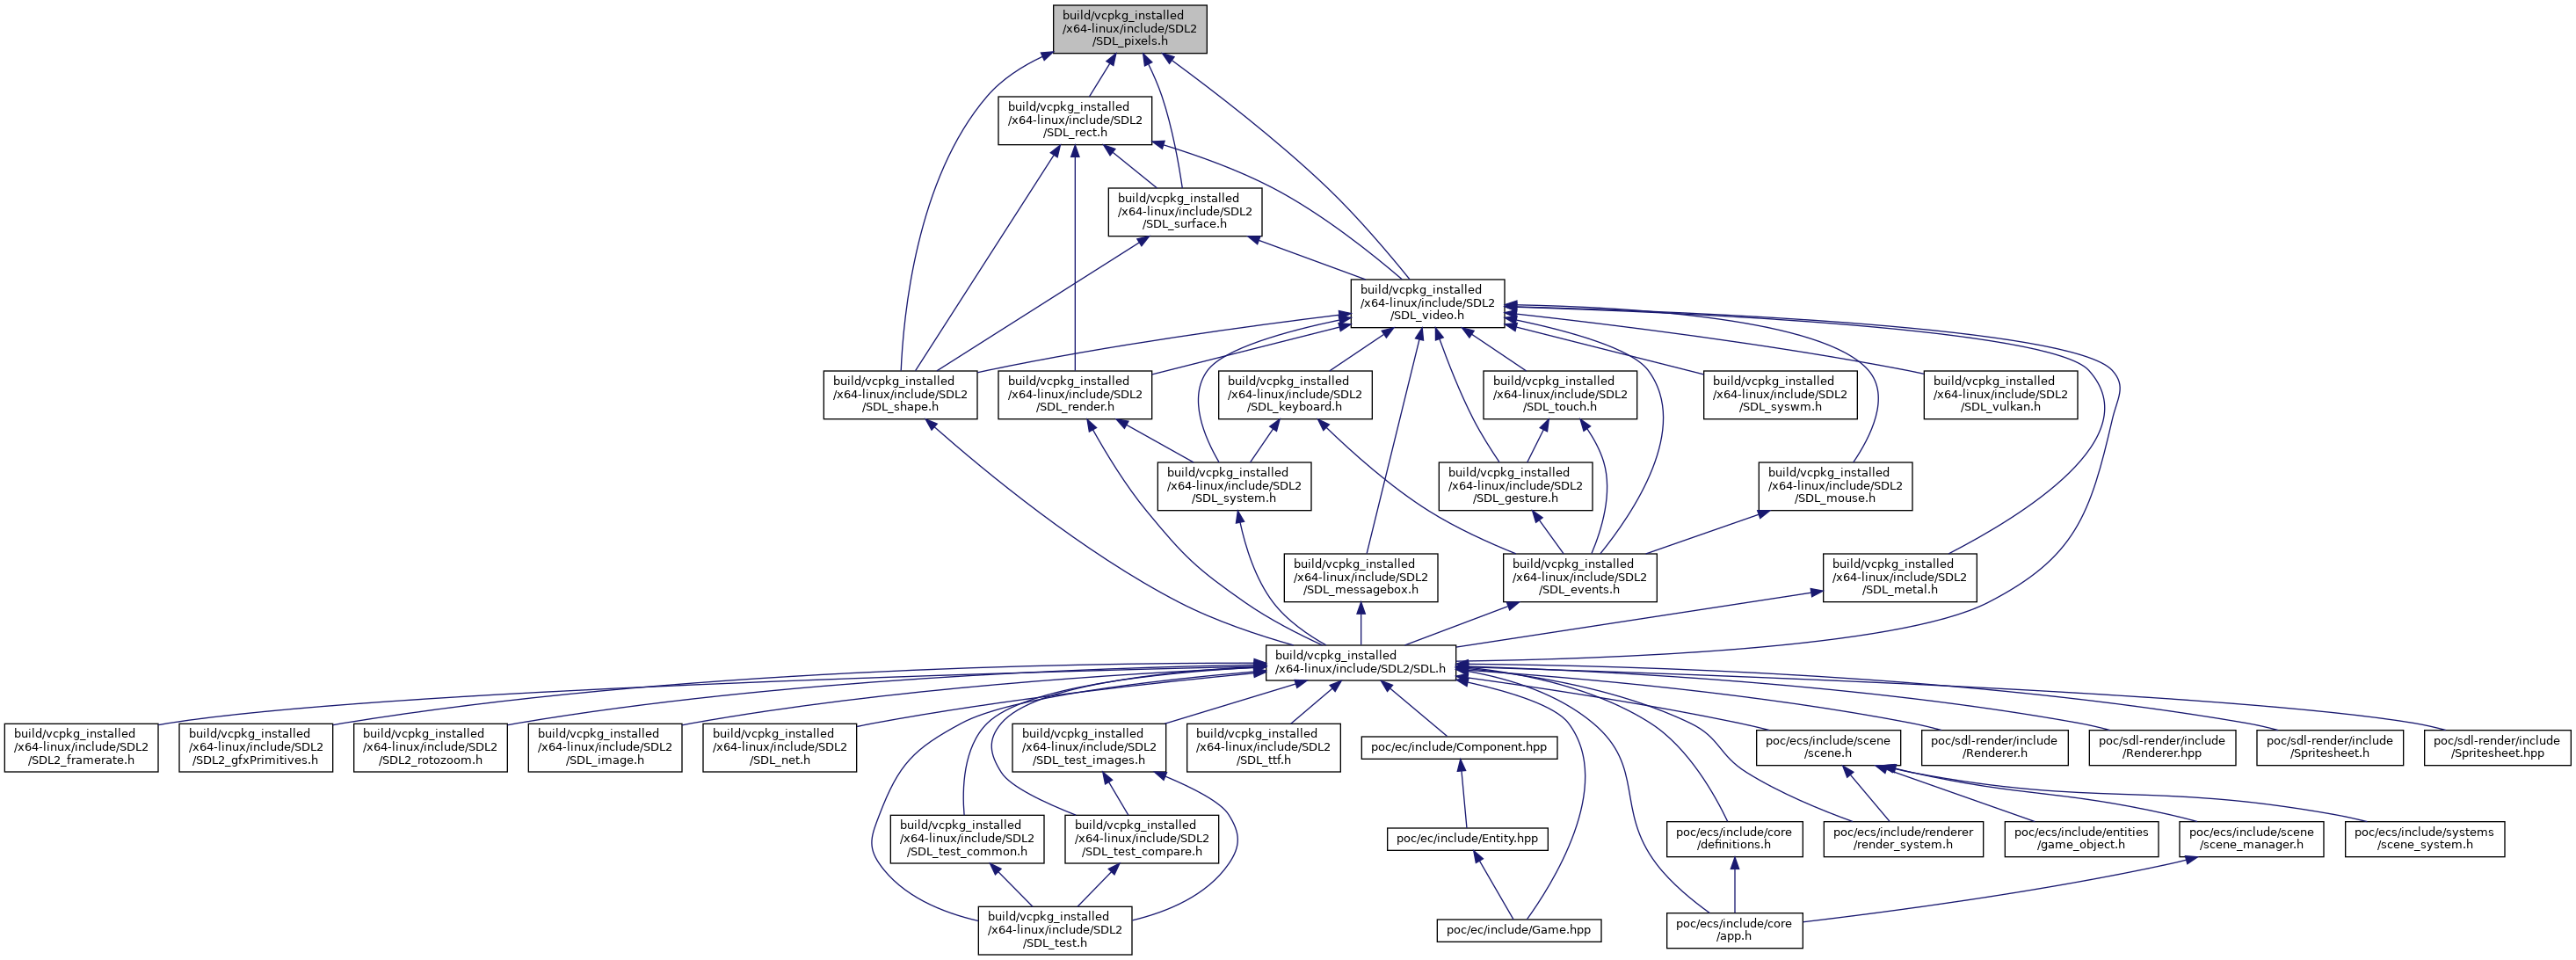 build/vcpkg_installed
/x64-linux/include/SDL2
/SDL_pixels.h
build/vcpkg_installed
/x64-linux/include/SDL2
/SDL_rect.h
build/vcpkg_installed
/x64-linux/include/SDL2
/SDL_surface.h
build/vcpkg_installed
/x64-linux/include/SDL2
/SDL_video.h
build/vcpkg_installed
/x64-linux/include/SDL2
/SDL_shape.h
build/vcpkg_installed
/x64-linux/include/SDL2
/SDL_render.h
build/vcpkg_installed
/x64-linux/include/SDL2
/SDL_keyboard.h
build/vcpkg_installed
/x64-linux/include/SDL2
/SDL_touch.h
build/vcpkg_installed
/x64-linux/include/SDL2
/SDL_syswm.h
build/vcpkg_installed
/x64-linux/include/SDL2
/SDL_vulkan.h
build/vcpkg_installed
/x64-linux/include/SDL2
/SDL_system.h
build/vcpkg_installed
/x64-linux/include/SDL2
/SDL_gesture.h
build/vcpkg_installed
/x64-linux/include/SDL2
/SDL_mouse.h
build/vcpkg_installed
/x64-linux/include/SDL2
/SDL_messagebox.h
build/vcpkg_installed
/x64-linux/include/SDL2
/SDL_events.h
build/vcpkg_installed
/x64-linux/include/SDL2
/SDL_metal.h
build/vcpkg_installed
/x64-linux/include/SDL2/SDL.h
build/vcpkg_installed
/x64-linux/include/SDL2
/SDL2_framerate.h
build/vcpkg_installed
/x64-linux/include/SDL2
/SDL2_gfxPrimitives.h
build/vcpkg_installed
/x64-linux/include/SDL2
/SDL2_rotozoom.h
build/vcpkg_installed
/x64-linux/include/SDL2
/SDL_image.h
build/vcpkg_installed
/x64-linux/include/SDL2
/SDL_net.h
build/vcpkg_installed
/x64-linux/include/SDL2
/SDL_test_images.h
build/vcpkg_installed
/x64-linux/include/SDL2
/SDL_ttf.h
poc/ec/include/Component.hpp
poc/ecs/include/scene
/scene.h
poc/sdl-render/include
/Renderer.h
poc/sdl-render/include
/Renderer.hpp
poc/sdl-render/include
/Spritesheet.h
poc/sdl-render/include
/Spritesheet.hpp
build/vcpkg_installed
/x64-linux/include/SDL2
/SDL_test_common.h
build/vcpkg_installed
/x64-linux/include/SDL2
/SDL_test_compare.h
poc/ec/include/Entity.hpp
poc/ecs/include/core
/definitions.h
poc/ecs/include/renderer
/render_system.h
poc/ecs/include/entities
/game_object.h
poc/ecs/include/scene
/scene_manager.h
poc/ecs/include/systems
/scene_system.h
build/vcpkg_installed
/x64-linux/include/SDL2
/SDL_test.h
poc/ec/include/Game.hpp
poc/ecs/include/core
/app.h